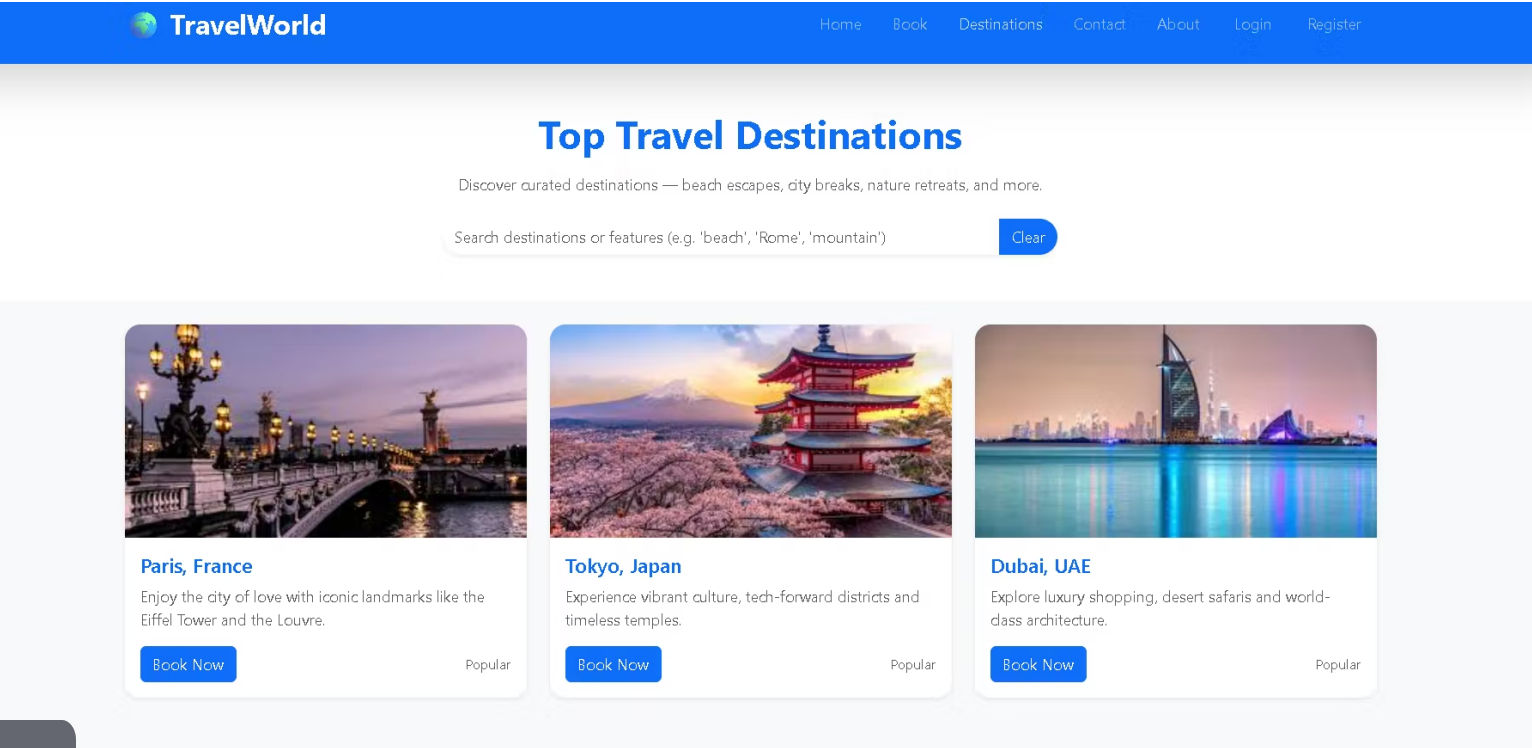 TravelWorld
Home Book Destinations Contact About Login Register
Top Travel Destinations
Discover curated destinations — beach escapes, city breaks, nature retreats, and more.
Search destinations or features (e.g. 'beach', 'Rome', 'mountain') Clear
Paris, France
Enjoy the city of love with iconic landmarks like the
Eiffel Tower and the Louvre.
Book Now Popular
Tokyo, Japan
Experience vibrant culture, tech-forward districts and
timeless temples.
Book Now Popular
Dubai, UAE
Explore luxury shopping, desert safaris and world-
class architecture.
Book Now Popular